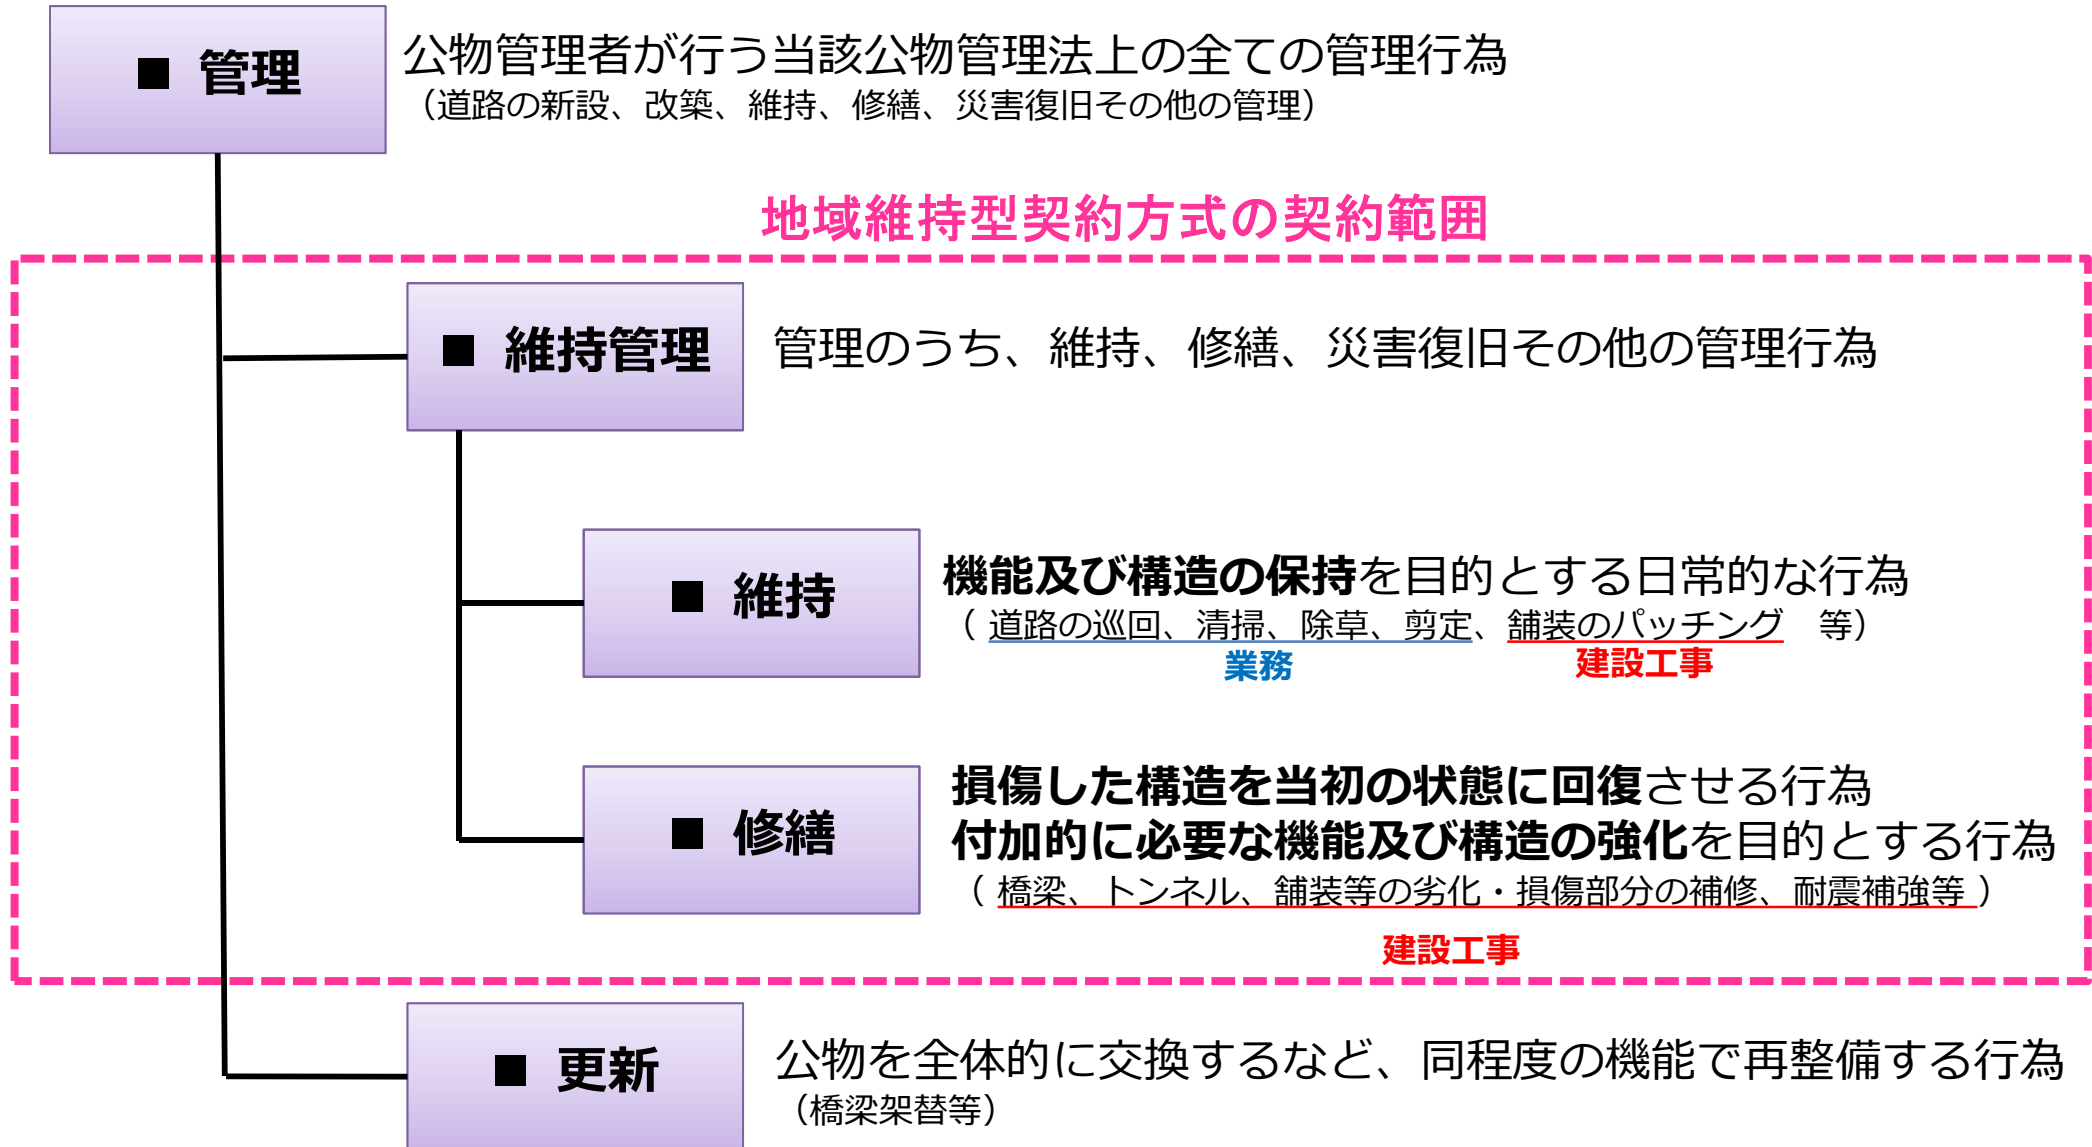 ■ 管理
公物管理者が行う当該公物管理法上の全ての管理行為
（道路の新設、改築、維持、修繕、災害復旧その他の管理）
地域維持型契約方式の契約範囲
■ 維持管理
管理のうち、維持、修繕、災害復旧その他の管理行為
■ 維持
機能及び構造の保持を目的とする日常的な行為
（ 道路の巡回、清掃、除草、剪定、舗装のパッチング　等）
業務
建設工事
■ 修繕
損傷した構造を当初の状態に回復させる行為
付加的に必要な機能及び構造の強化を目的とする行為
（ 橋梁、トンネル、舗装等の劣化・損傷部分の補修、耐震補強等 ）
建設工事
■ 更新
公物を全体的に交換するなど、同程度の機能で再整備する行為
（橋梁架替等）